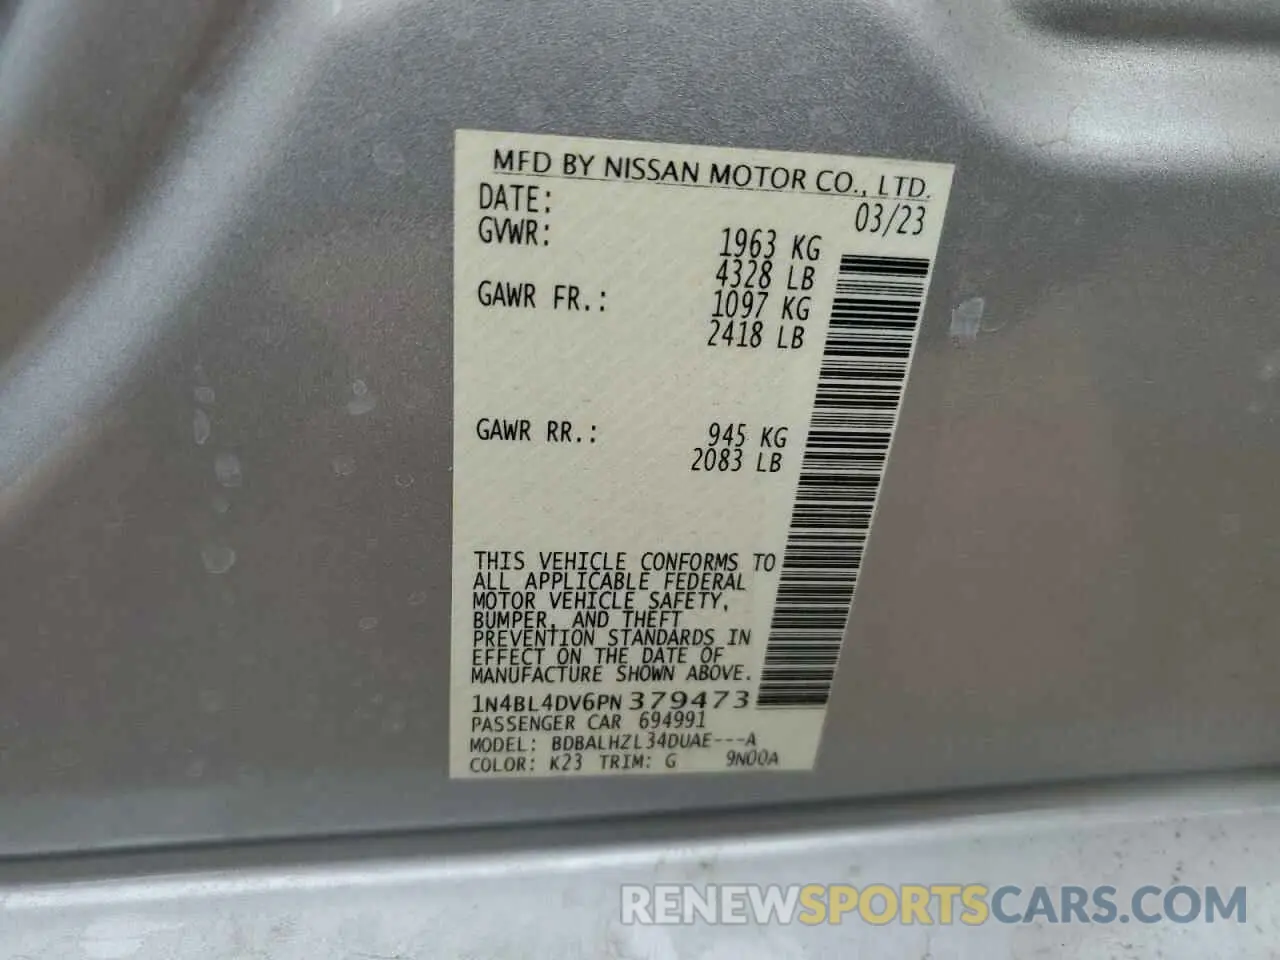 MFD BY NISSAN MOTOR CO., LTD.
DATE: 03/23
GVWR: 1963 KG
4328 LB
GAWR FR.: 1097 KG
2418 LB
GAWR RR.: 945 KG
2083 LB
THIS VEHICLE CONFORMS TO
ALL APPLICABLE FEDERAL
MOTOR VEHICLE SAFETY,
BUMPER, AND THEFT
PREVENTION STANDARDS IN
EFFECT ON THE DATE OF
MANUFACTURE SHOWN ABOVE.
1N4BL4DV6PN379473
PASSENGER CAR 694991
MODEL: BDBALHZL34DUAE---A
COLOR: K23 TRIM: G 9N00A
RENEWSPORTSCARS.COM